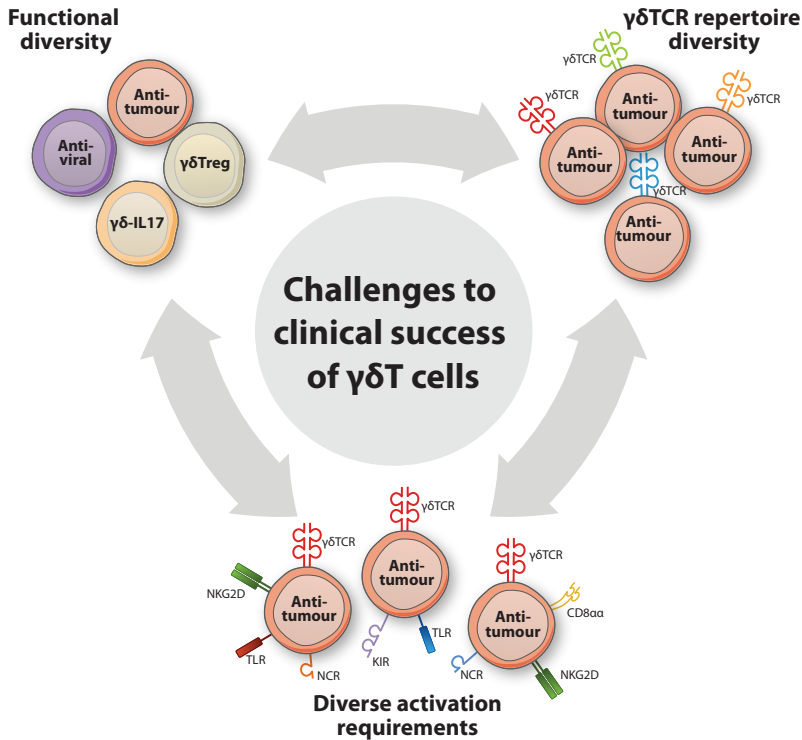 Functional
diversity
Anti-
tumour
Anti-
viral
γδTreg
γδ-IL17
γδTCR repertoire
diversity
γδTCR
γδTCR
γδTCR
γδTCR
Anti-
tumour
Anti-
tumour
Anti-
tumour
Anti-
tumour
Challenges to
clinical success
of γδT cells
γδTCR
NKG2D
Anti-
tumour
TLR
NCR
γδTCR
Anti-
tumour
KIR
TLR
γδTCR
CD8αα
Anti-
tumour
NCR
NKG2D
Diverse activation
requirements